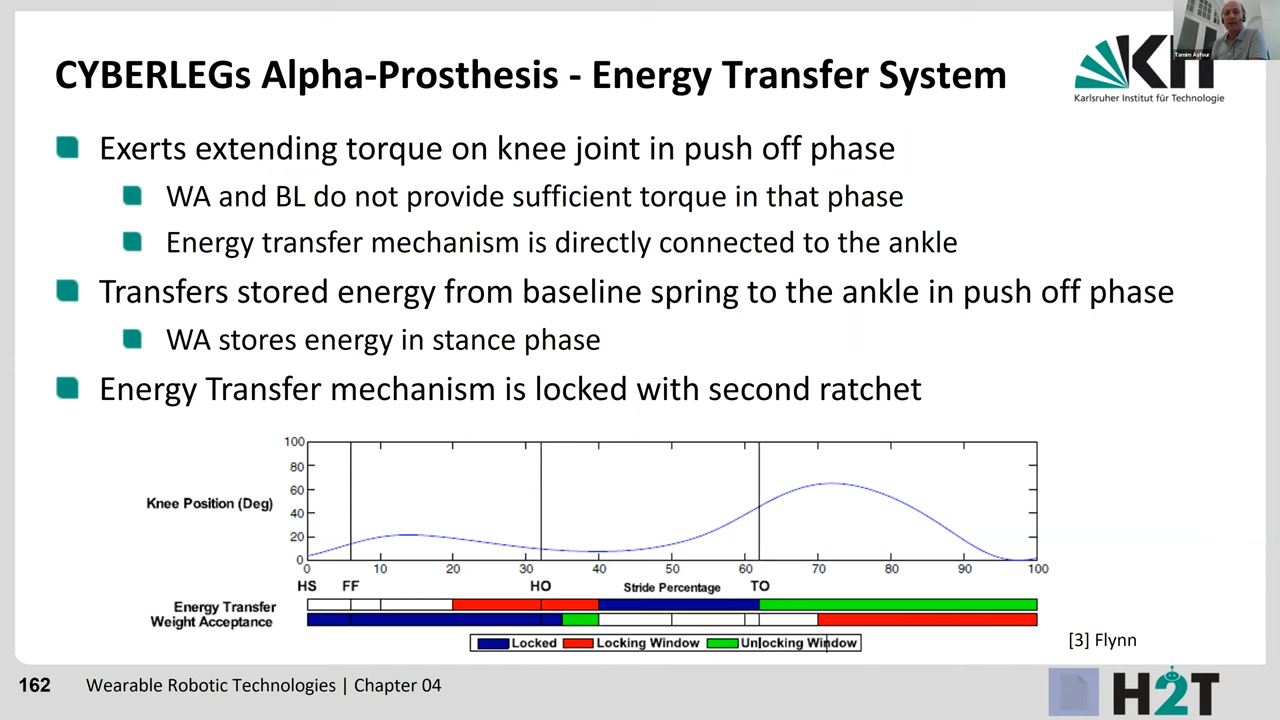 CYBERLEGs Alpha-Prosthesis - Energy Transfer System
Tamim Asfour
KIT
Karlsruher Institut für Technologie
Exerts extending torque on knee joint in push off phase
WA and BL do not provide sufficient torque in that phase
Energy transfer mechanism is directly connected to the ankle
Transfers stored energy from baseline spring to the ankle in push off phase
WA stores energy in stance phase
Energy Transfer mechanism is locked with second ratchet
100
80
60
40
20
0
Knee Position (Deg)
0 10 20 30 40 50 60 70 80 90 100
HS FF HO Stride Percentage TO
Energy Transfer
Weight Acceptance
Locked Locking Window Unlocking Window
[3] Flynn
162 Wearable Robotic Technologies | Chapter 04
H2T